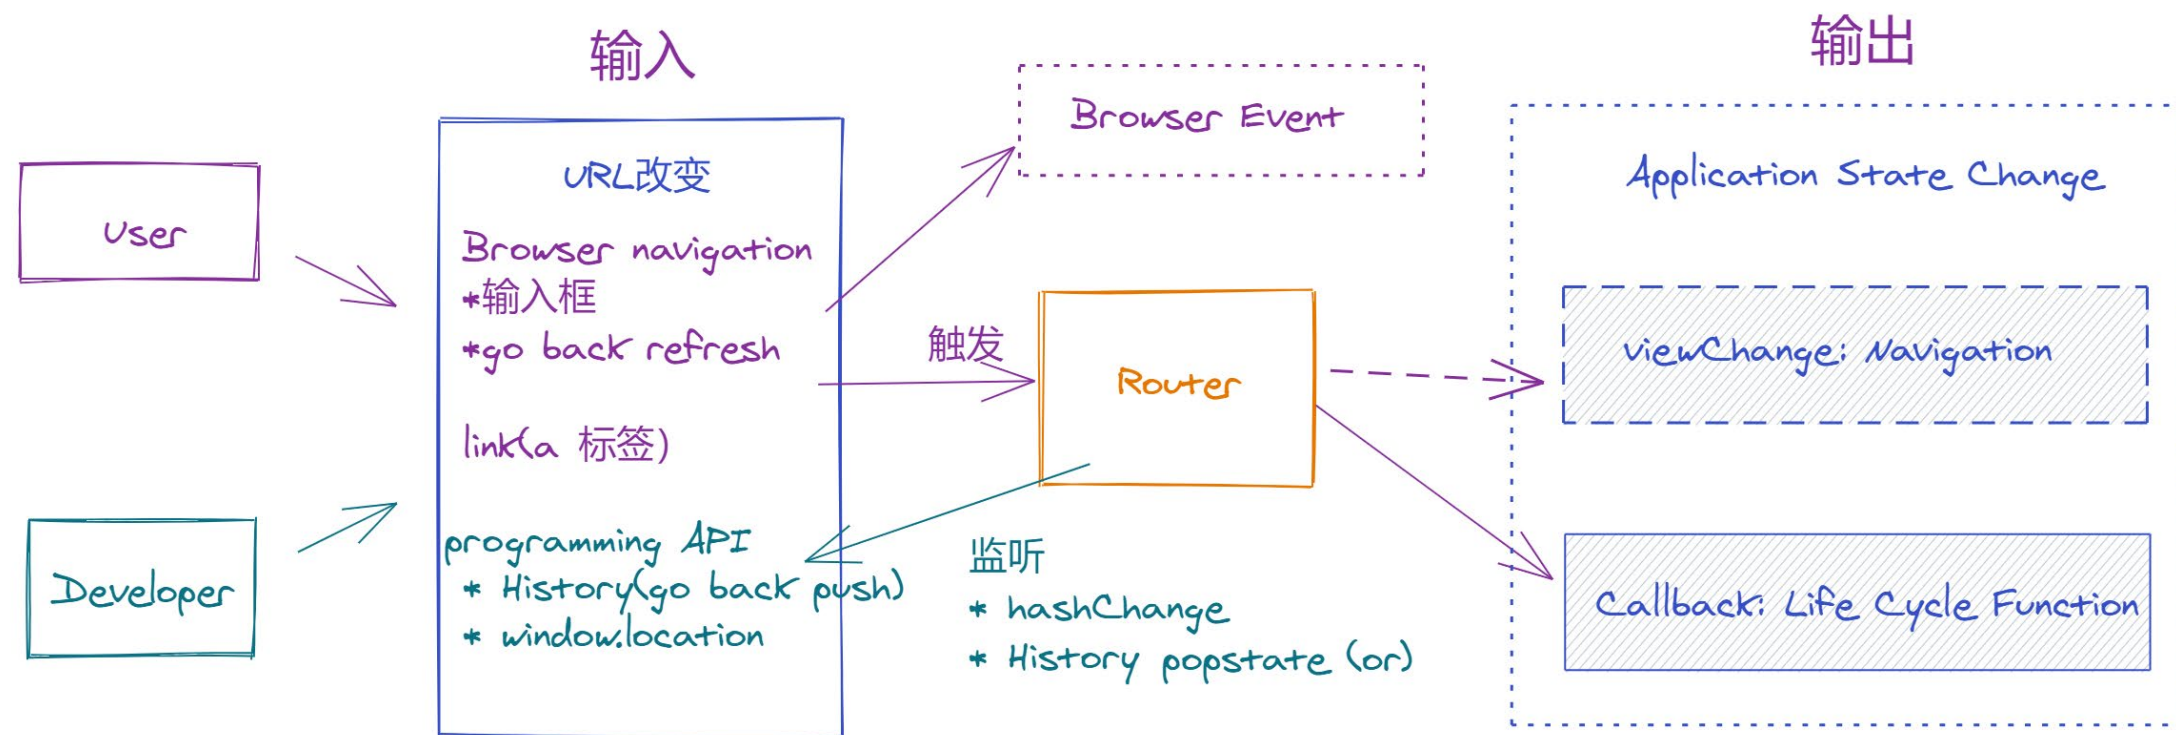 输入
输出
User
Developer
URL改变
Browser navigation
*输入框
*go back refresh
link(a 标签)
programming API
* History(go back push)
* window.location
Browser Event
触发
Router
监听
* hashChange
* History popstate (or)
Application State Change
viewChange: Navigation
Callback: Life Cycle Function